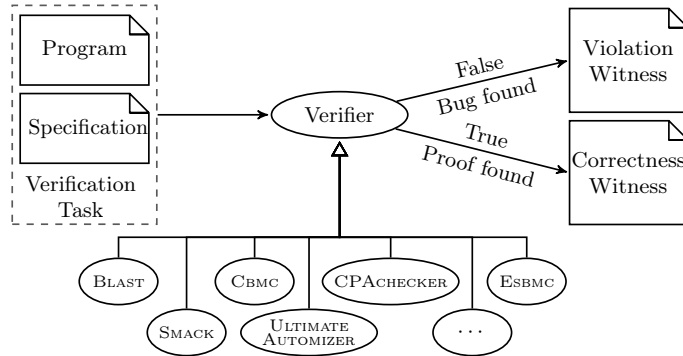 Program
Specification
Verification
Task
Verifier
False
Bug found
True
Proof found
Violation
Witness
Correctness
Witness
BLAST
CBMC
CPACHECKER
ESBMC
SMACK
ULTIMATE
AUTOMIZER
...